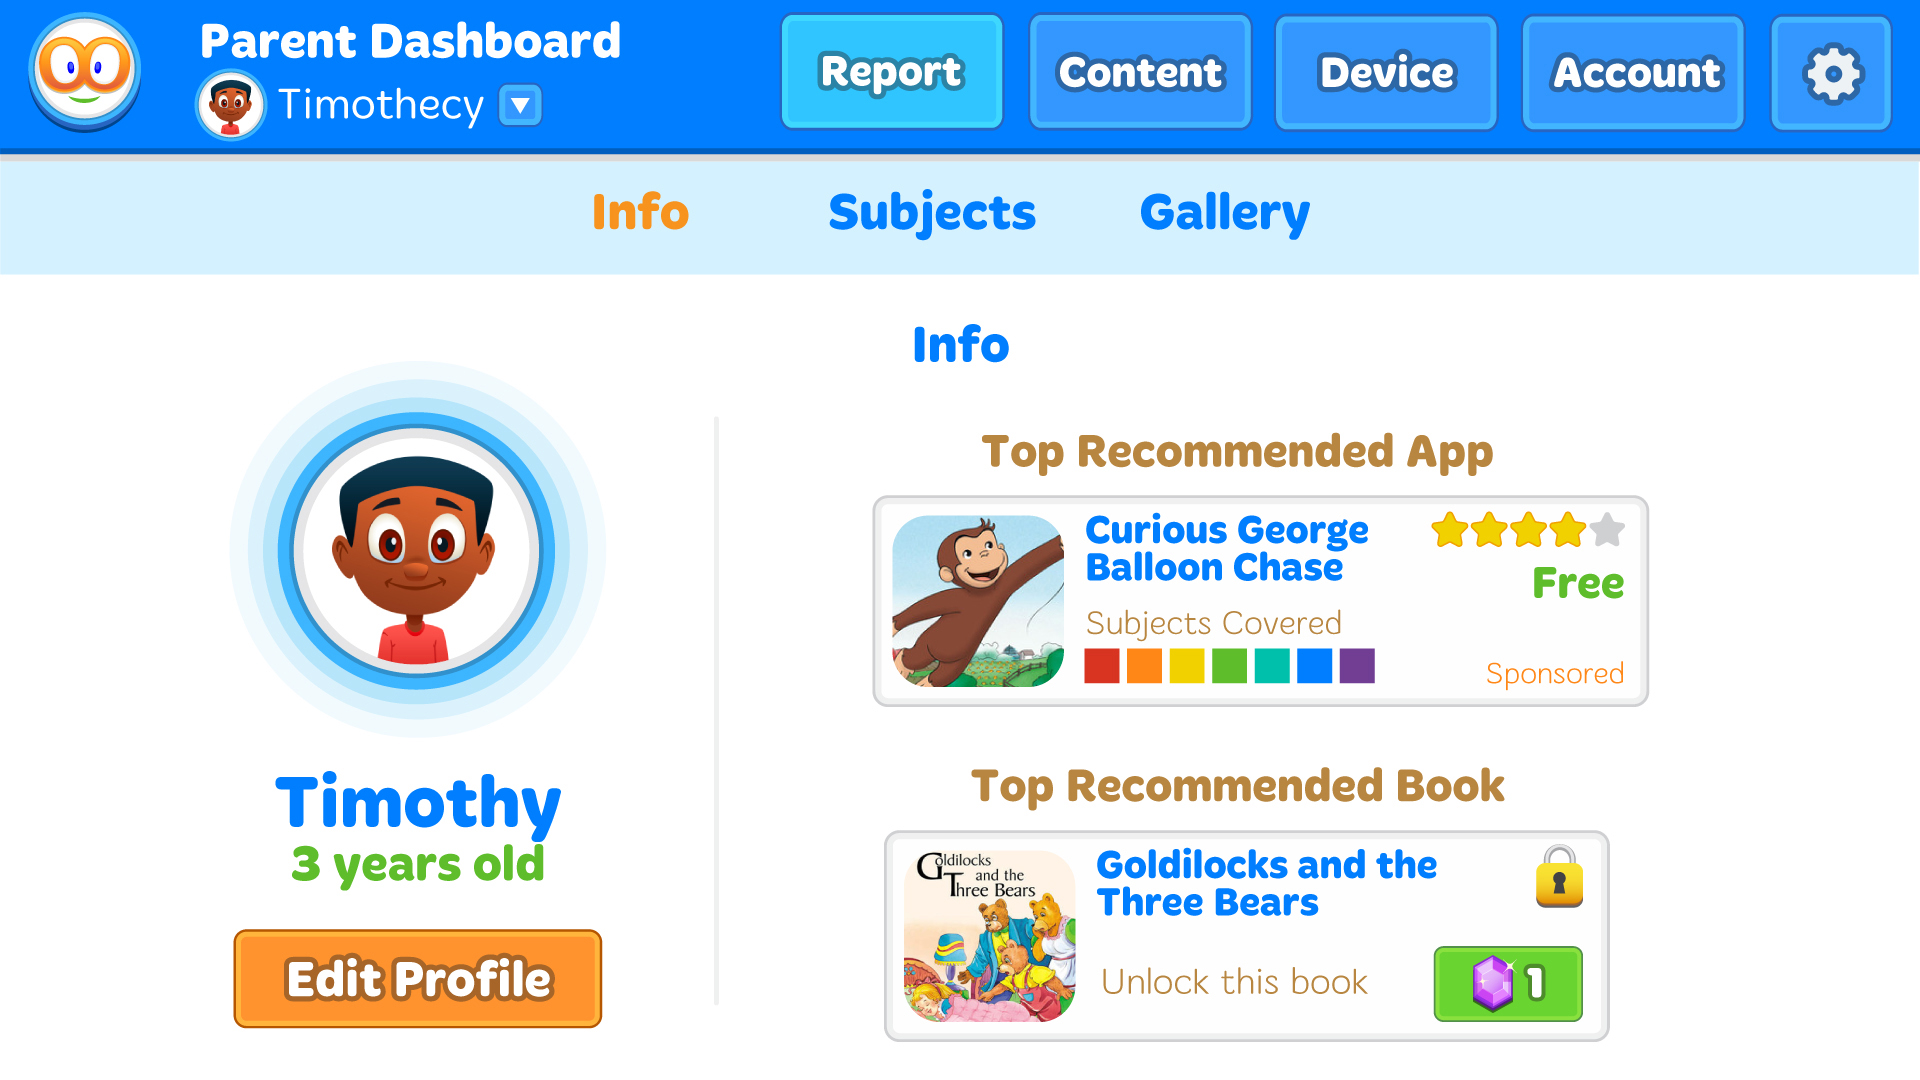 Parent Dashboard
Timothecy
Report
Content
Device
Account
Info
Subjects
Gallery
Info
Timothy
3 years old
Edit Profile
Top Recommended App
Curious George
Balloon Chase
Free
Subjects Covered
Sponsored
Top Recommended Book
Goldilocks
and the
Three Bears
Goldilocks and the
Three Bears
Unlock this book
1